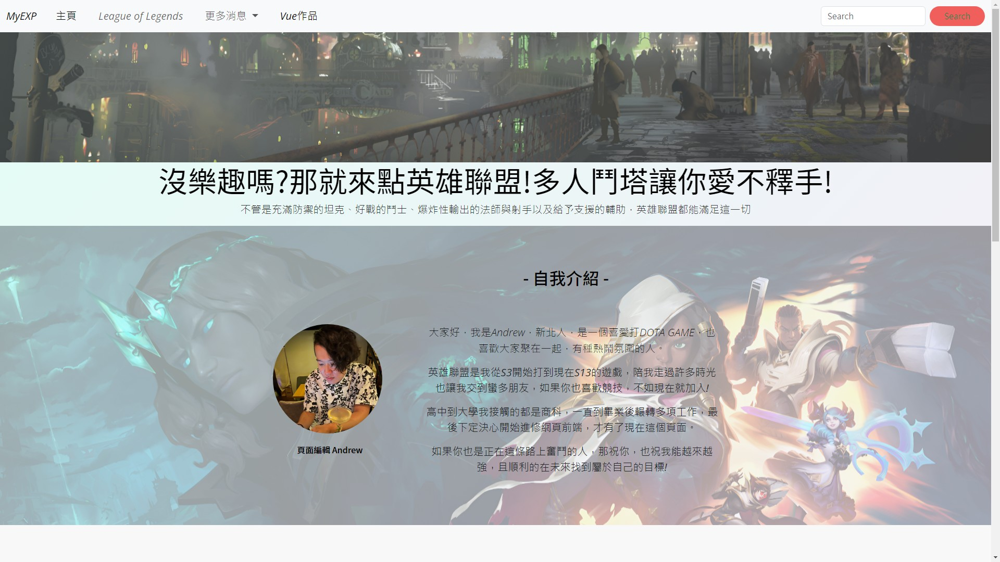 MyEXP 主頁 League of Legends 更多消息 Vue作品 Search Search
沒樂趣嗎?那就來點英雄聯盟!多人鬥塔讓你愛不釋手!
不管是充滿防禦的坦克、好戰的鬥士、爆炸性輸出的法師與射手以及給予支援的輔助，英雄聯盟都能滿足這一切
- 自我介紹 -
大家好，我是Andrew，新北人，是一個喜愛打DOTA GAME，也
喜歡大家聚在一起，有種熱鬧氛圍的人。
英雄聯盟是我從S3開始打到現在S13的遊戲，陪我走過許多時光
也讓我交到蠻多朋友，如果你也喜歡競技，不如現在就加入!
高中到大學我接觸的都是商科，一直到畢業後輾轉多項工作，最
後下定決心開始進修網頁前端，才有了現在這個頁面。
如果你也是正在這條路上奮鬥的人，那祝你，也祝我能越來越
強，且順利的在未來找到屬於自己的目標!
頁面編輯 Andrew